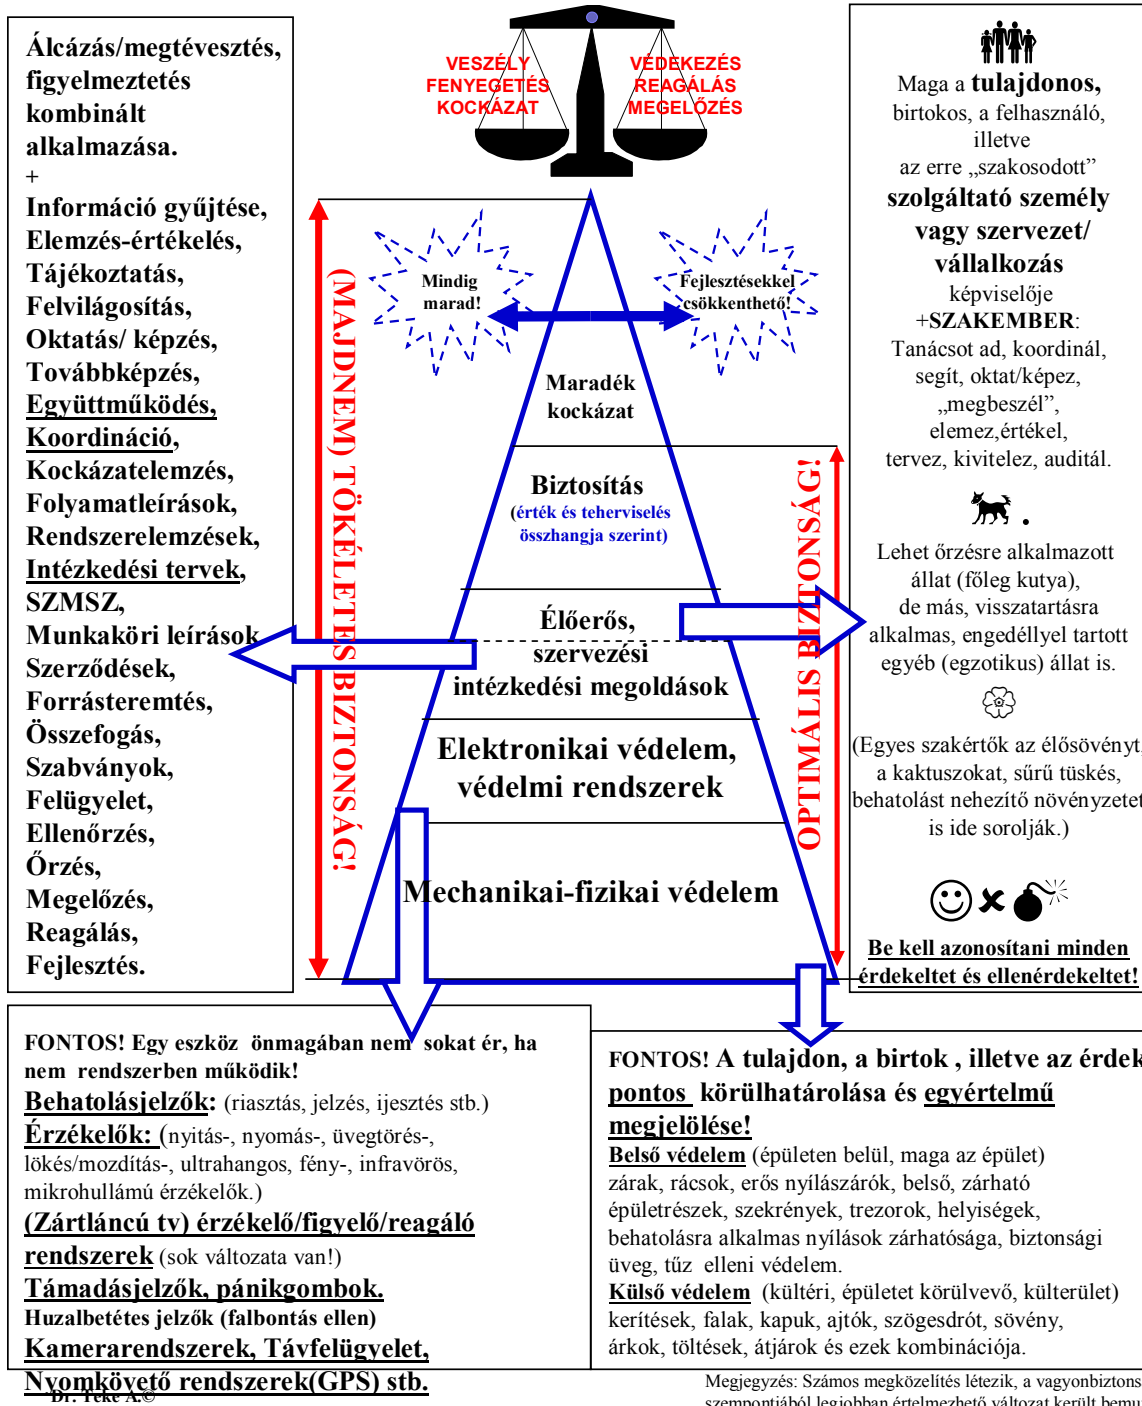 VESZÉLY
FENYEGETÉS
KOCKÁZAT
VÉDEKEZÉS
REAGÁLÁS
MEGELŐZÉS
Álcázás/megtévesztés,
figyelmeztetés
kombinált
alkalmazása.
+
Információ gyűjtése,
Elemzés-értékelés,
Tájékoztatás,
Felvilágosítás,
Oktatás/ képzés,
Továbbképzés,
Együttműködés,
Koordináció,
Kockázatelemzés,
Folyamatleírások,
Rendszerelemzések,
Intézkedési tervek,
SZMSZ,
Munkaköri leírások
Szerződések,
Forrásteremtés,
Összefogás,
Szabványok,
Felügyelet,
Ellenőrzés,
Őrzés,
Megelőzés,
Reagálás,
Fejlesztés.
(MAJDNEM) TÖKÉLETES BIZTONSÁG!
Mindig
marad!
Fejlesztésekkel
csökkenthető!
Maradék
kockázat
Biztosítás
(érték és teherviselés
összhangja szerint)
Élőerős,
szervezési
intézkedési megoldások
Elektronikai védelem,
védelmi rendszerek
Mechanikai-fizikai védelem
OPTIMÁLIS BIZTONSÁG!
Maga a tulajdonos,
birtokos, a felhasználó,
illetve
az erre „szakosodott”
szolgáltató személy
vagy szervezet/
vállalkozás
képviselője
+SZAKEMBER:
Tanácsot ad, koordinál,
segít, oktat/képez,
„megbeszél”,
elemez,értékel,
tervez, kivitelez, auditál.
.
Lehet őrzésre alkalmazott
állat (főleg kutya),
de más, visszatartásra
alkalmas, engedéllyel tartott
egyéb (egzotikus) állat is.
(Egyes szakértők az élősövényt,
a kaktuszokat, sűrű tüskés,
behatolást nehezítő növényzetet
is ide sorolják.)
Be kell azonosítani minden
érdekeltet és ellenérdekeltet!
FONTOS! Egy eszköz önmagában nem sokat ér, ha
nem rendszerben működik!
Behatolásjelzők: (riasztás, jelzés, ijesztés stb.)
Érzékelők: (nyitás-, nyomás-, üvegtörés-,
lökés/mozdítás-, ultrahangos, fény-, infravörös,
mikrohullámú érzékelők.)
(Zártláncú tv) érzékelő/figyelő/reagáló
rendszerek (sok változata van!)
Támadásjelzők, pánikgombok.
Huzalbetétes jelzők (falbontás ellen)
Kamerarendszerek, Távfelügyelet,
Nyomkövető rendszerek(GPS) stb.
Dr. Teke A.©
FONTOS! A tulajdon, a birtok , illetve az érdek
pontos körülhatárolása és egyértelmű
megjelölése!
Belső védelem (épületen belül, maga az épület)
zárak, rácsok, erős nyílászárók, belső, zárható
épületrészek, szekrények, trezorok, helyiségek,
behatolásra alkalmas nyílások zárhatósága, biztonsági
üveg, tűz elleni védelem.
Külső védelem (kültéri, épületet körülvevő, külterület)
kerítések, falak, kapuk, ajtók, szögesdrót, sövény,
árkok, töltések, átjárok és ezek kombinációja.
Megjegyzés: Számos megközelítés létezik, a vagyonbiztons
szempontjából legjobban értelmezhető változat került bemu